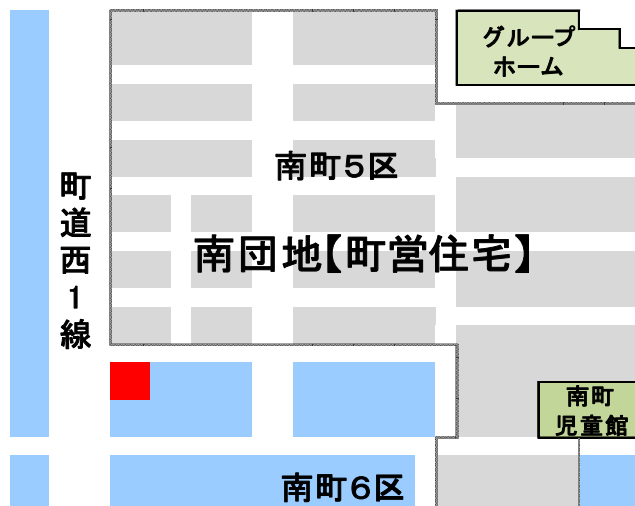 グループ
ホーム
南町5区
町道西1線
南団地【町営住宅】
南町
児童館
南町6区